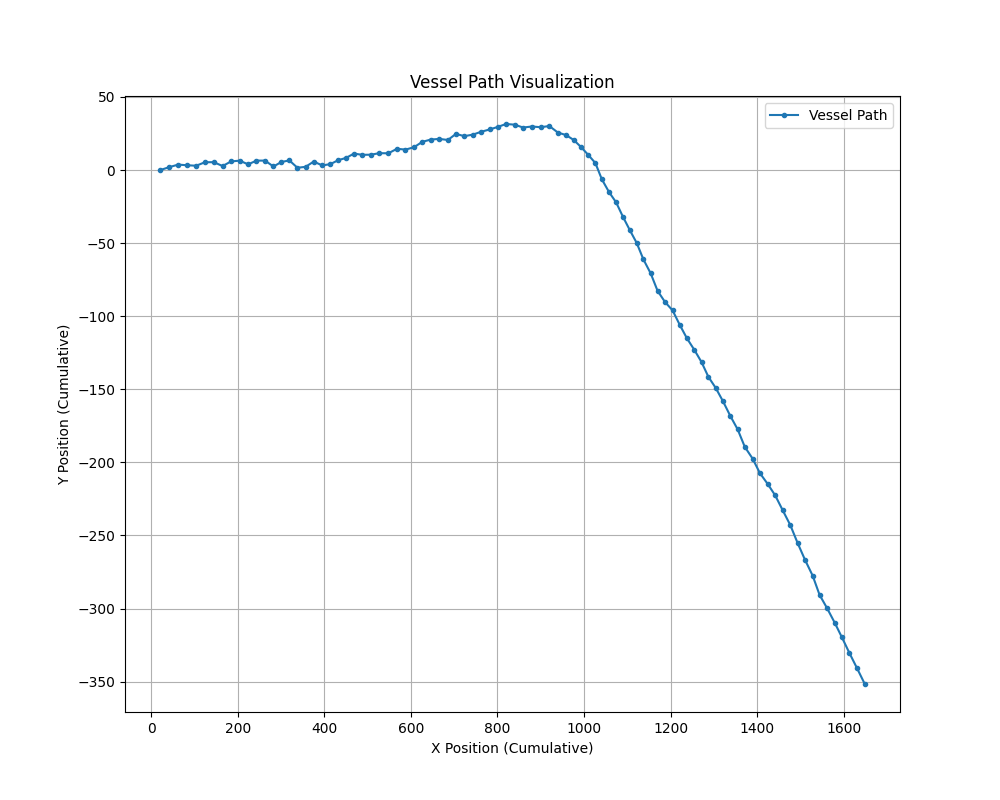 Vessel Path Visualization
Vessel Path
50
0
−50
−100
−150
−200
−250
−300
−350
Y Position (Cumulative)
0 200 400 600 800 1000 1200 1400 1600
X Position (Cumulative)